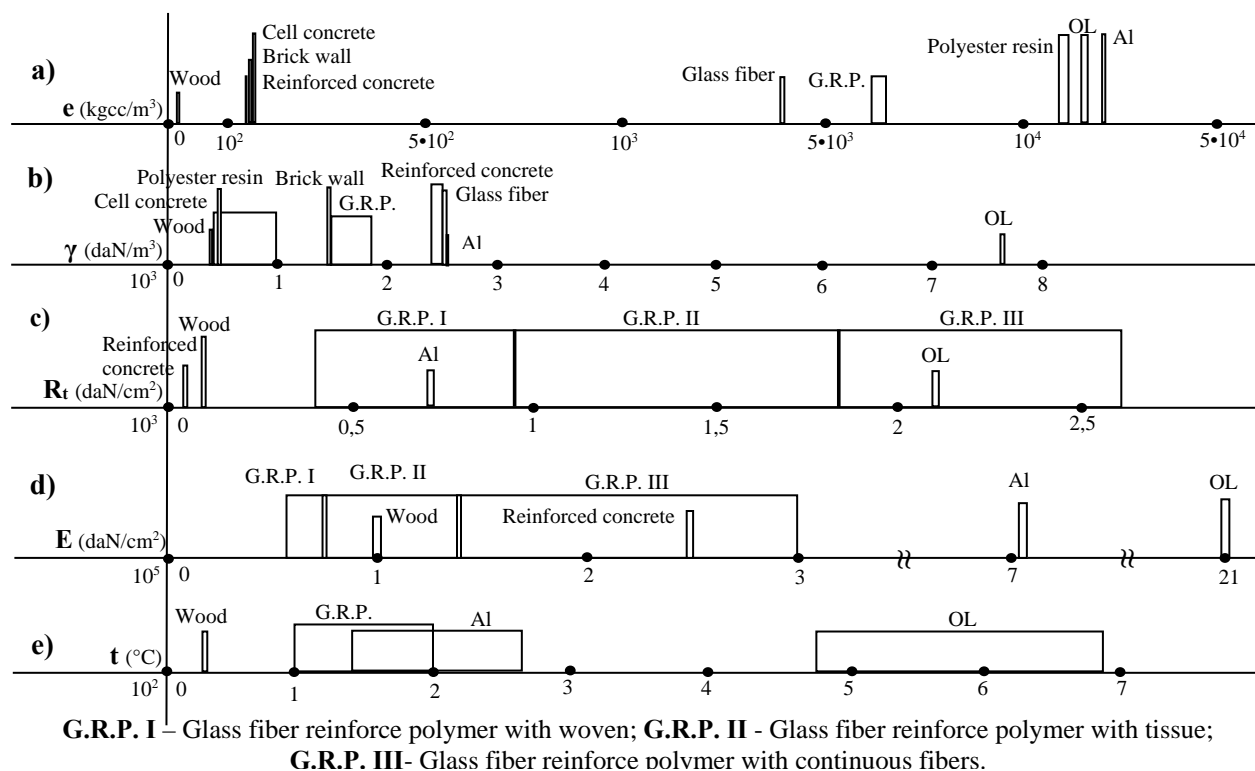 a)
Cell concrete
Brick wall
Reinforced concrete
Wood
Glass fiber
G.R.P.
Polyester resin
OL
Al
e (kgcc/m³)
0 10² 5•10² 10³ 5•10³ 10⁴ 5•10⁴
b)
Polyester resin
Cell concrete
Wood
Brick wall
G.R.P.
Reinforced concrete
Glass fiber
Al
OL
γ (daN/m³)
10³ 0 1 2 3 4 5 6 7 8
c)
Wood
Reinforced
concrete
G.R.P. I
Al
G.R.P. II
G.R.P. III
OL
Rt (daN/cm²)
10³ 0 0,5 1 1,5 2 2,5
d)
G.R.P. I
G.R.P. II
Wood
G.R.P. III
Reinforced concrete
Al
OL
E (daN/cm²)
10⁵ 0 1 2 3 7 21
e)
Wood
G.R.P.
Al
OL
t (°C)
10² 0 1 2 3 4 5 6 7
G.R.P. I – Glass fiber reinforce polymer with woven; G.R.P. II - Glass fiber reinforce polymer with tissue;
G.R.P. III- Glass fiber reinforce polymer with continuous fibers.